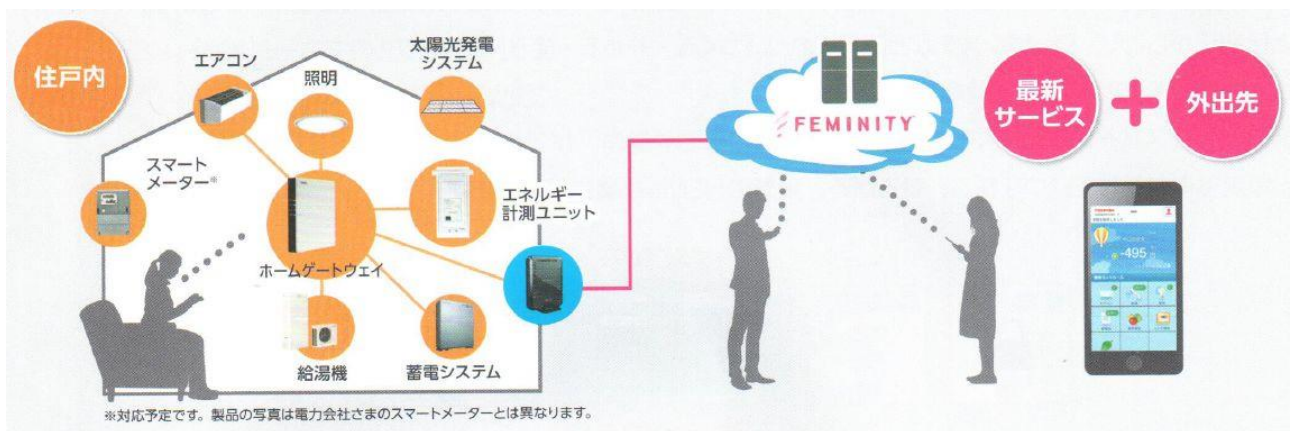 住戸内
エアコン
照明
太陽光発電
システム
スマート
メーター※
エネルギー
計測ユニット
ホームゲートウェイ
給湯機
蓄電システム
※対応予定です。製品の写真は電力会社さまのスマートメーターとは異なります。
FEMINITY
最新
サービス
+
外出先
-495